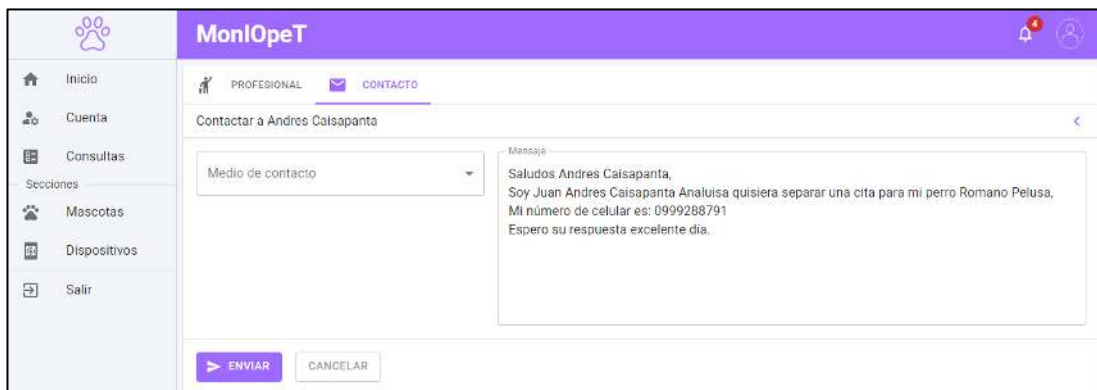 MonIOpeT
4
Inicio
Cuenta
Consultas
Secciones
Mascotas
Dispositivos
Salir
PROFESIONAL
CONTACTO
Contactar a Andres Caisapanta
Medio de contacto
Mensaje
Saludos Andres Caisapanta,
Soy Juan Andres Caisapanta Analuisa quisiera separar una cita para mi perro Romano Pelusa,
Mi número de celular es: 0999288791
Espero su respuesta excelente día.
ENVIAR
CANCELAR